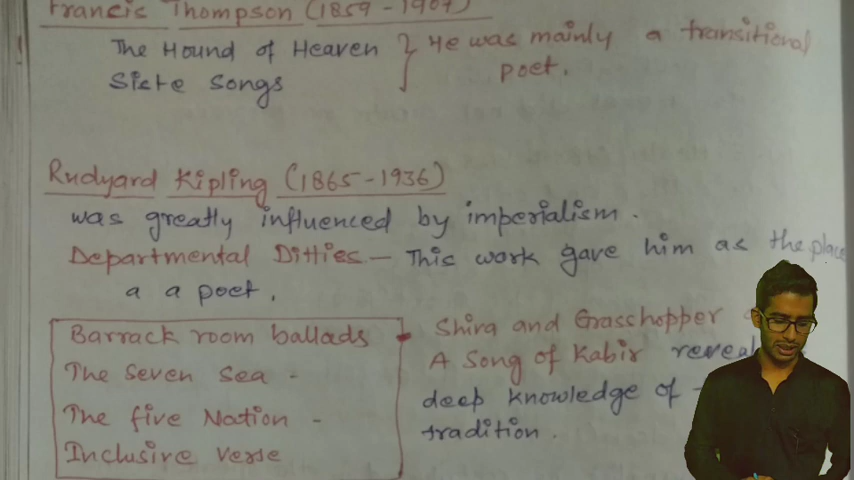 Francis Thompson (1859 - 1907)
The Hound of Heaven
Siste Songs
He was mainly a transitional
poet.
Rudyard Kipling (1865-1936)
was greatly influenced by imperialism.
Departmental Ditties — This work gave him as the place
a a poet.
Barrack room ballads
The Seven Sea -
The five Nation -
Inclusive Verse
Shiva and Grasshopper
A Song of Kabir
deep knowledge of
tradition.